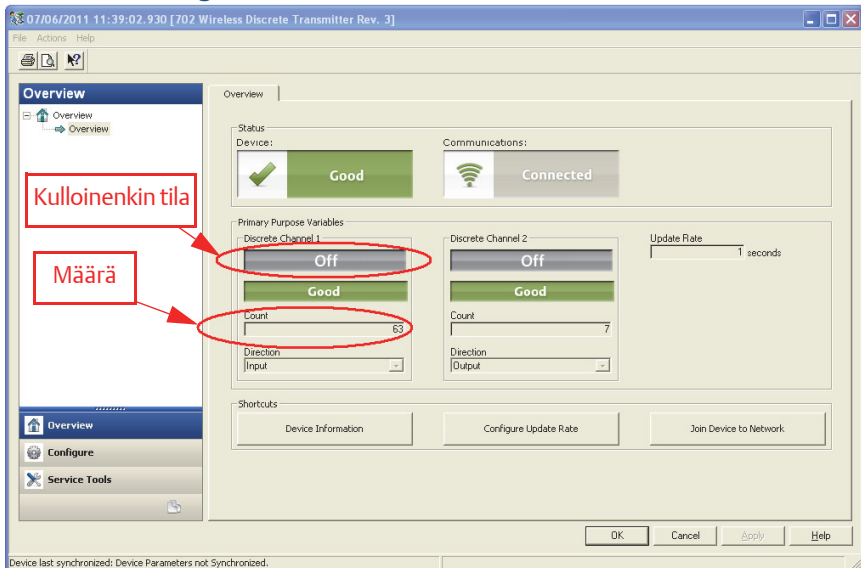 07/06/2011 11:39:02.930 [702 Wireless Discrete Transmitter Rev. 3]
File Actions Help
Overview
Overview
Overview
Overview
Status
Device:
Communications:
Good
Connected
Kulloinenkin tila
Määrä
Primary Purpose Variables
Discrete Channel 1
Discrete Channel 2
Update Rate
Off
Off
1 seconds
Good
Good
Count
Count
63
7
Direction
Direction
Input
Output
Shortcuts
Device Information
Configure Update Rate
Join Device to Network
Overview
Configure
Service Tools
OK
Cancel
Apply
Help
Device last synchronized: Device Parameters not Synchronized.